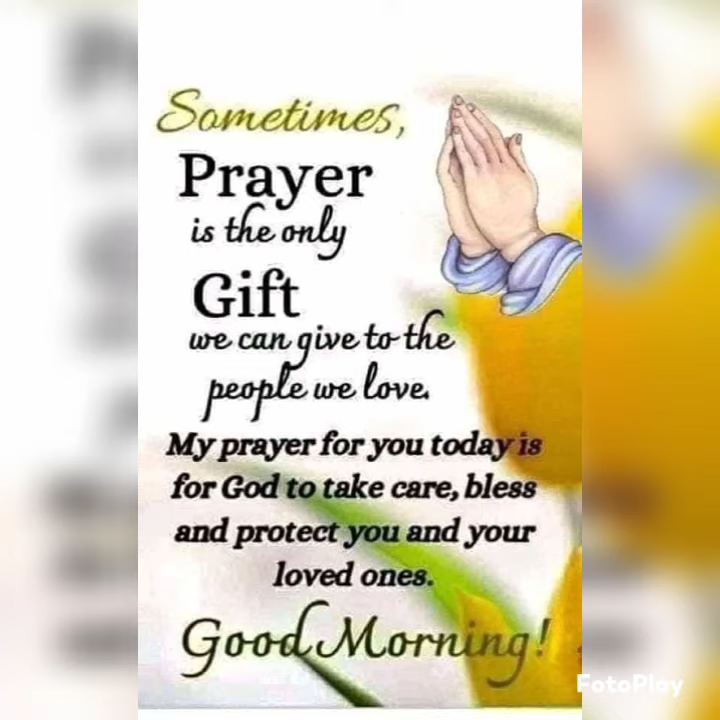 Sometimes,
Prayer
is the only
Gift
we can give to the
people we love.
My prayer for you today is
for God to take care, bless
and protect you and your
loved ones.
Good Morning!
FotoPlay